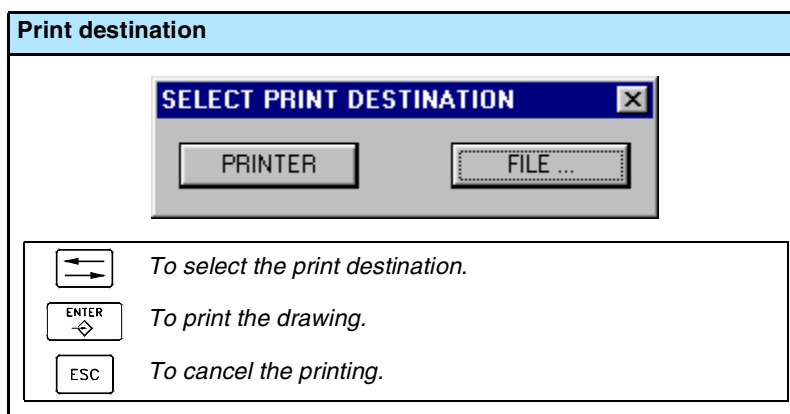 Print destination
SELECT PRINT DESTINATION
PRINTER FILE ...
To select the print destination.
ENTER To print the drawing.
ESC To cancel the printing.